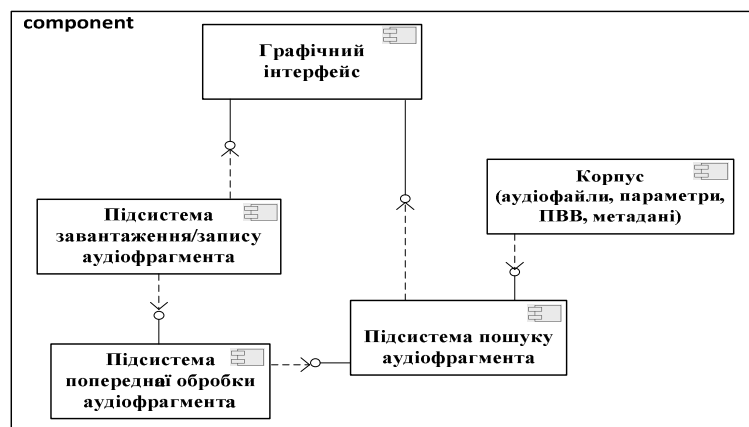 component
Графічний
інтерфейс
Корпус
(аудіофайли, параметри,
ПВВ, метадані)
Підсистема
завантаження/запису
аудіофрагмента
Підсистема пошуку
аудіофрагмента
Підсистема
попередньої обробки
аудіофрагмента